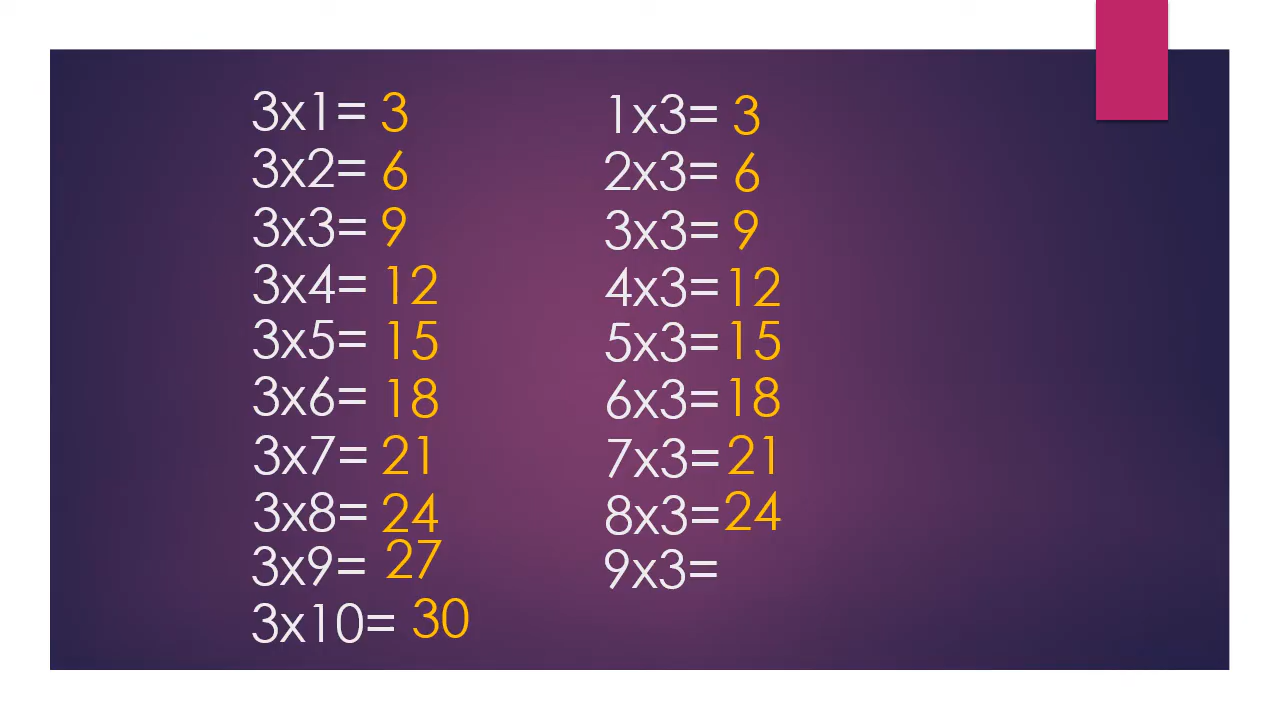 3x1= 3
3x2= 6
3x3= 9
3x4= 12
3x5= 15
3x6= 18
3x7= 21
3x8= 24
3x9= 27
3x10= 30
1x3= 3
2x3= 6
3x3= 9
4x3= 12
5x3= 15
6x3= 18
7x3= 21
8x3= 24
9x3=